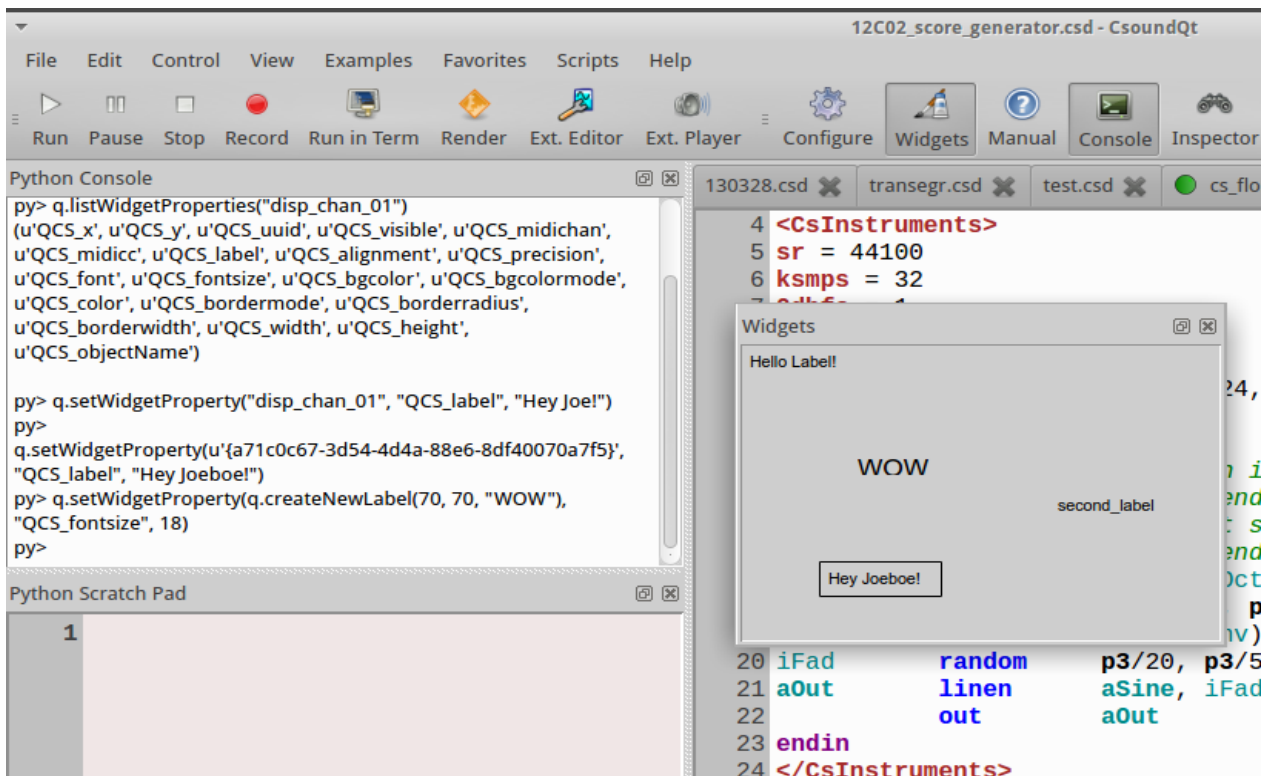 12C02_score_generator.csd - CsoundQt
File Edit Control View Examples Favorites Scripts Help
Run Pause Stop Record Run in Term Render Ext. Editor Ext. Player Configure Widgets Manual Console Inspector
Python Console
py> q.listWidgetProperties("disp_chan_01")
(u'QCS_x', u'QCS_y', u'QCS_uuid', u'QCS_visible', u'QCS_midichan',
u'QCS_midicc', u'QCS_label', u'QCS_alignment', u'QCS_precision',
u'QCS_font', u'QCS_fontsize', u'QCS_bgcolor', u'QCS_bgcolormode',
u'QCS_color', u'QCS_bordermode', u'QCS_borderradius',
u'QCS_borderwidth', u'QCS_width', u'QCS_height',
u'QCS_objectName')
py> q.setWidgetProperty("disp_chan_01", "QCS_label", "Hey Joe!")
py>
q.setWidgetProperty(u'{a71c0c67-3d54-4d4a-88e6-8df40070a7f5}',
"QCS_label", "Hey Joeboe!")
py> q.setWidgetProperty(q.createNewLabel(70, 70, "WOW"),
"QCS_fontsize", 18)
py>
Python Scratch Pad
1
130328.csd transegr.csd test.csd cs_flo
4 <CsInstruments>
5 sr = 44100
6 ksmps = 32
Widgets
Hello Label!
WOW
second_label
Hey Joeboe!
24,
20 iFad random p3/20, p3/5
21 aOut linen aSine, iFad
22 out aOut
23 endin
24 </CsInstruments>